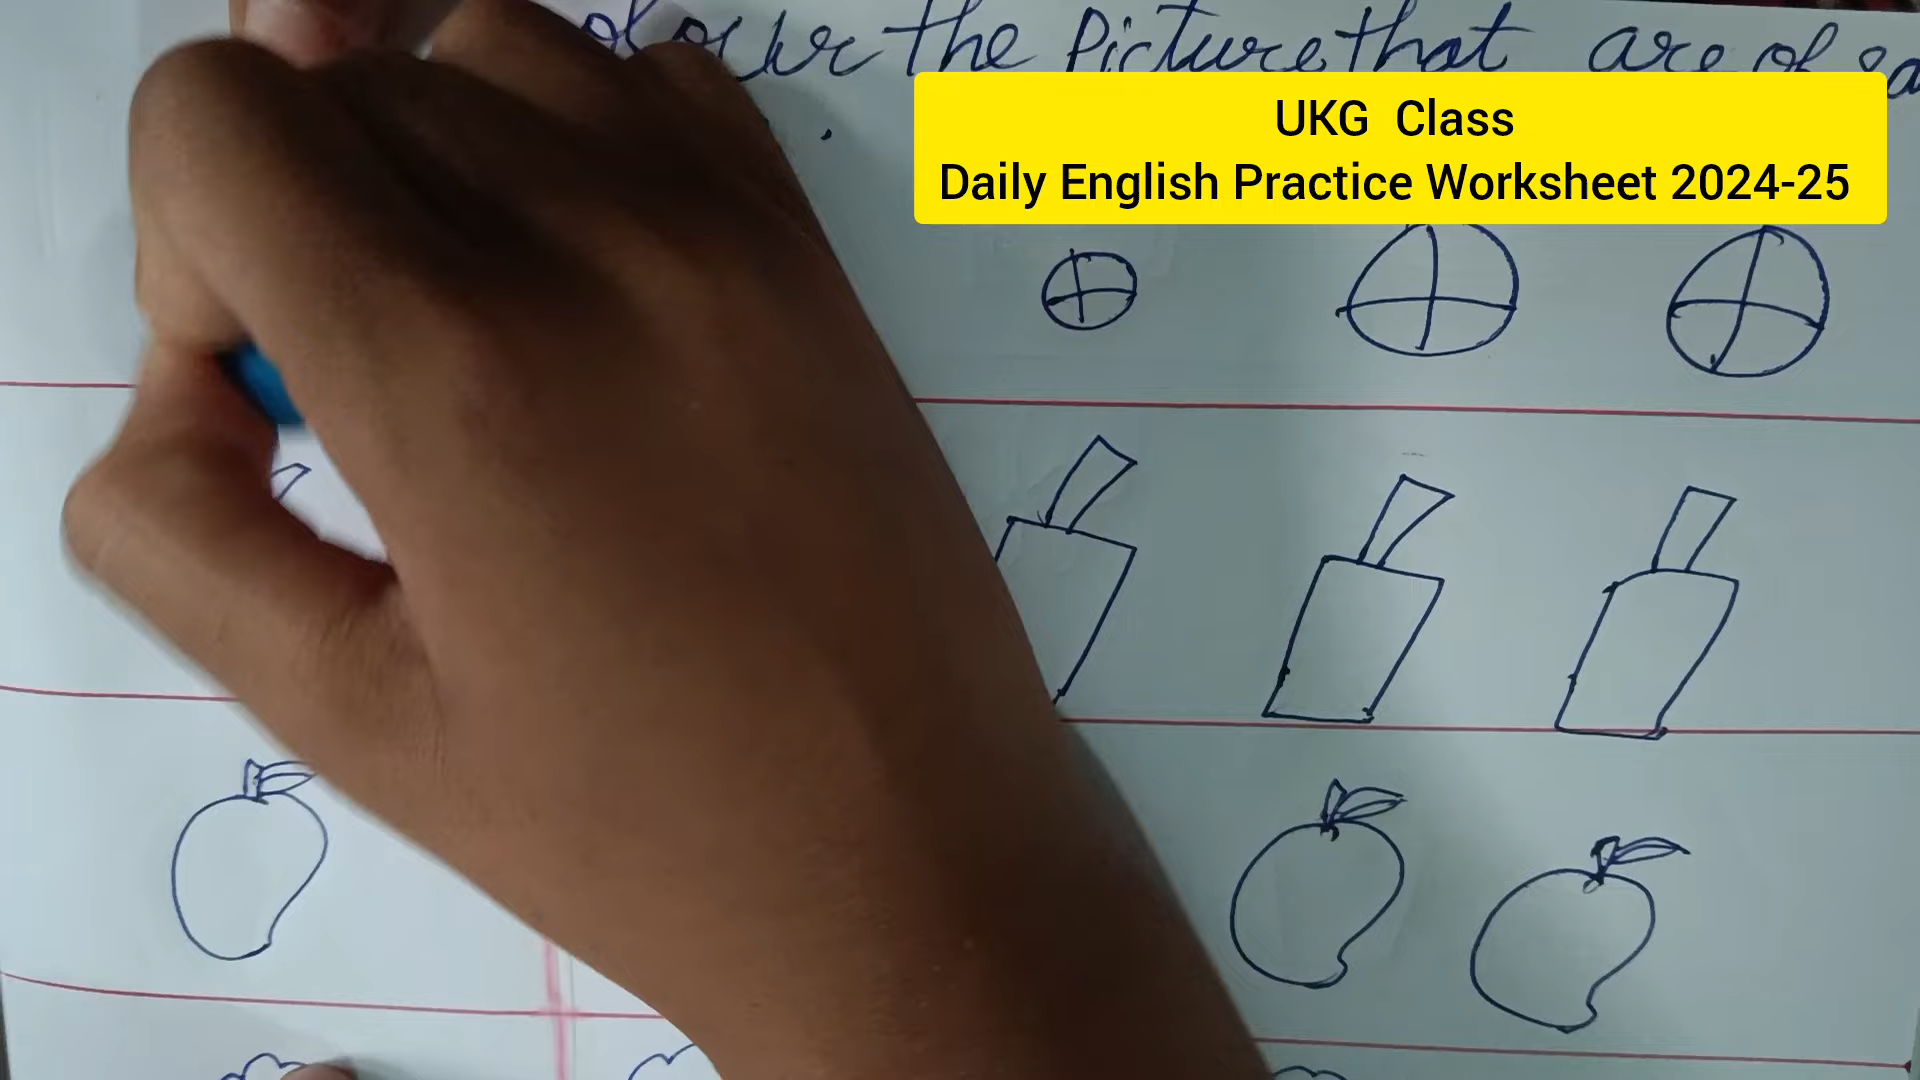 the Picture that are of
UKG Class
Daily English Practice Worksheet 2024-25